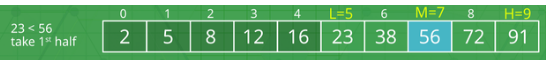 0 1 2 3 4 L=5 6 M=7 8 H=9
23 < 56
take 1st half
2 5 8 12 16 23 38 56 72 91